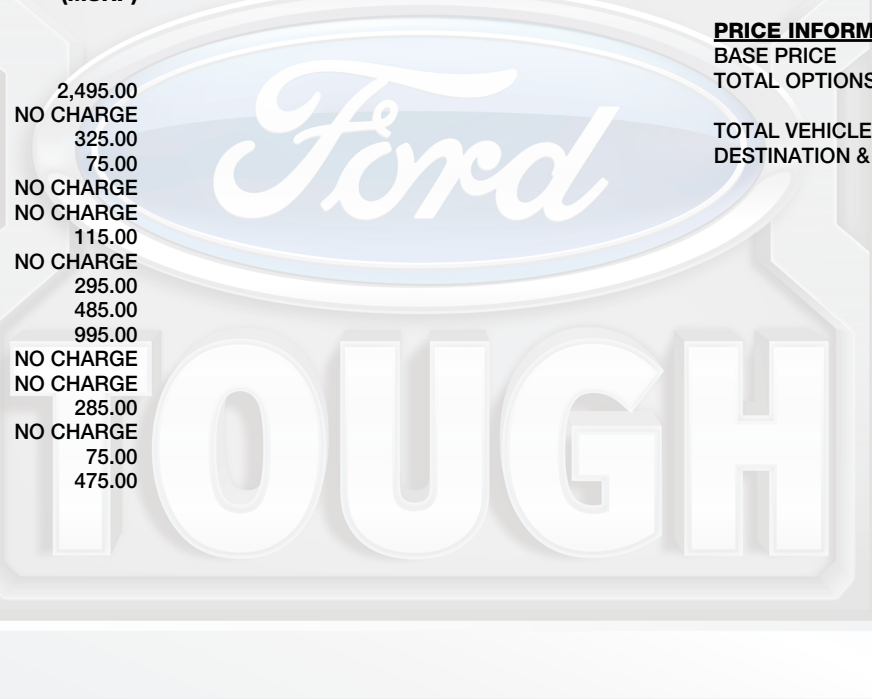 (MSRP)
2,495.00
NO CHARGE
325.00
75.00
NO CHARGE
NO CHARGE
115.00
NO CHARGE
295.00
485.00
995.00
NO CHARGE
NO CHARGE
285.00
NO CHARGE
75.00
475.00
PRICE INFORM
BASE PRICE
TOTAL OPTIONS
TOTAL VEHICLE
DESTINATION &
Ford
TOUGH